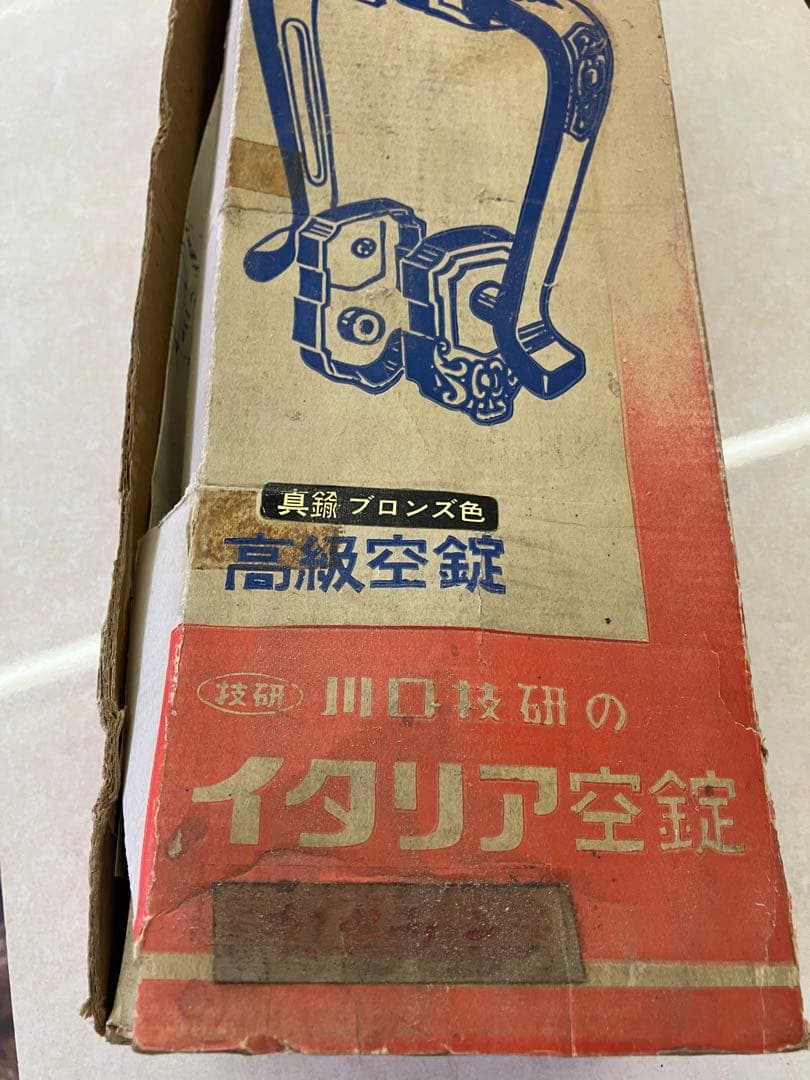 真鍮 ブロンズ色
高級空錠
技研 川口技研の
イタリア空錠